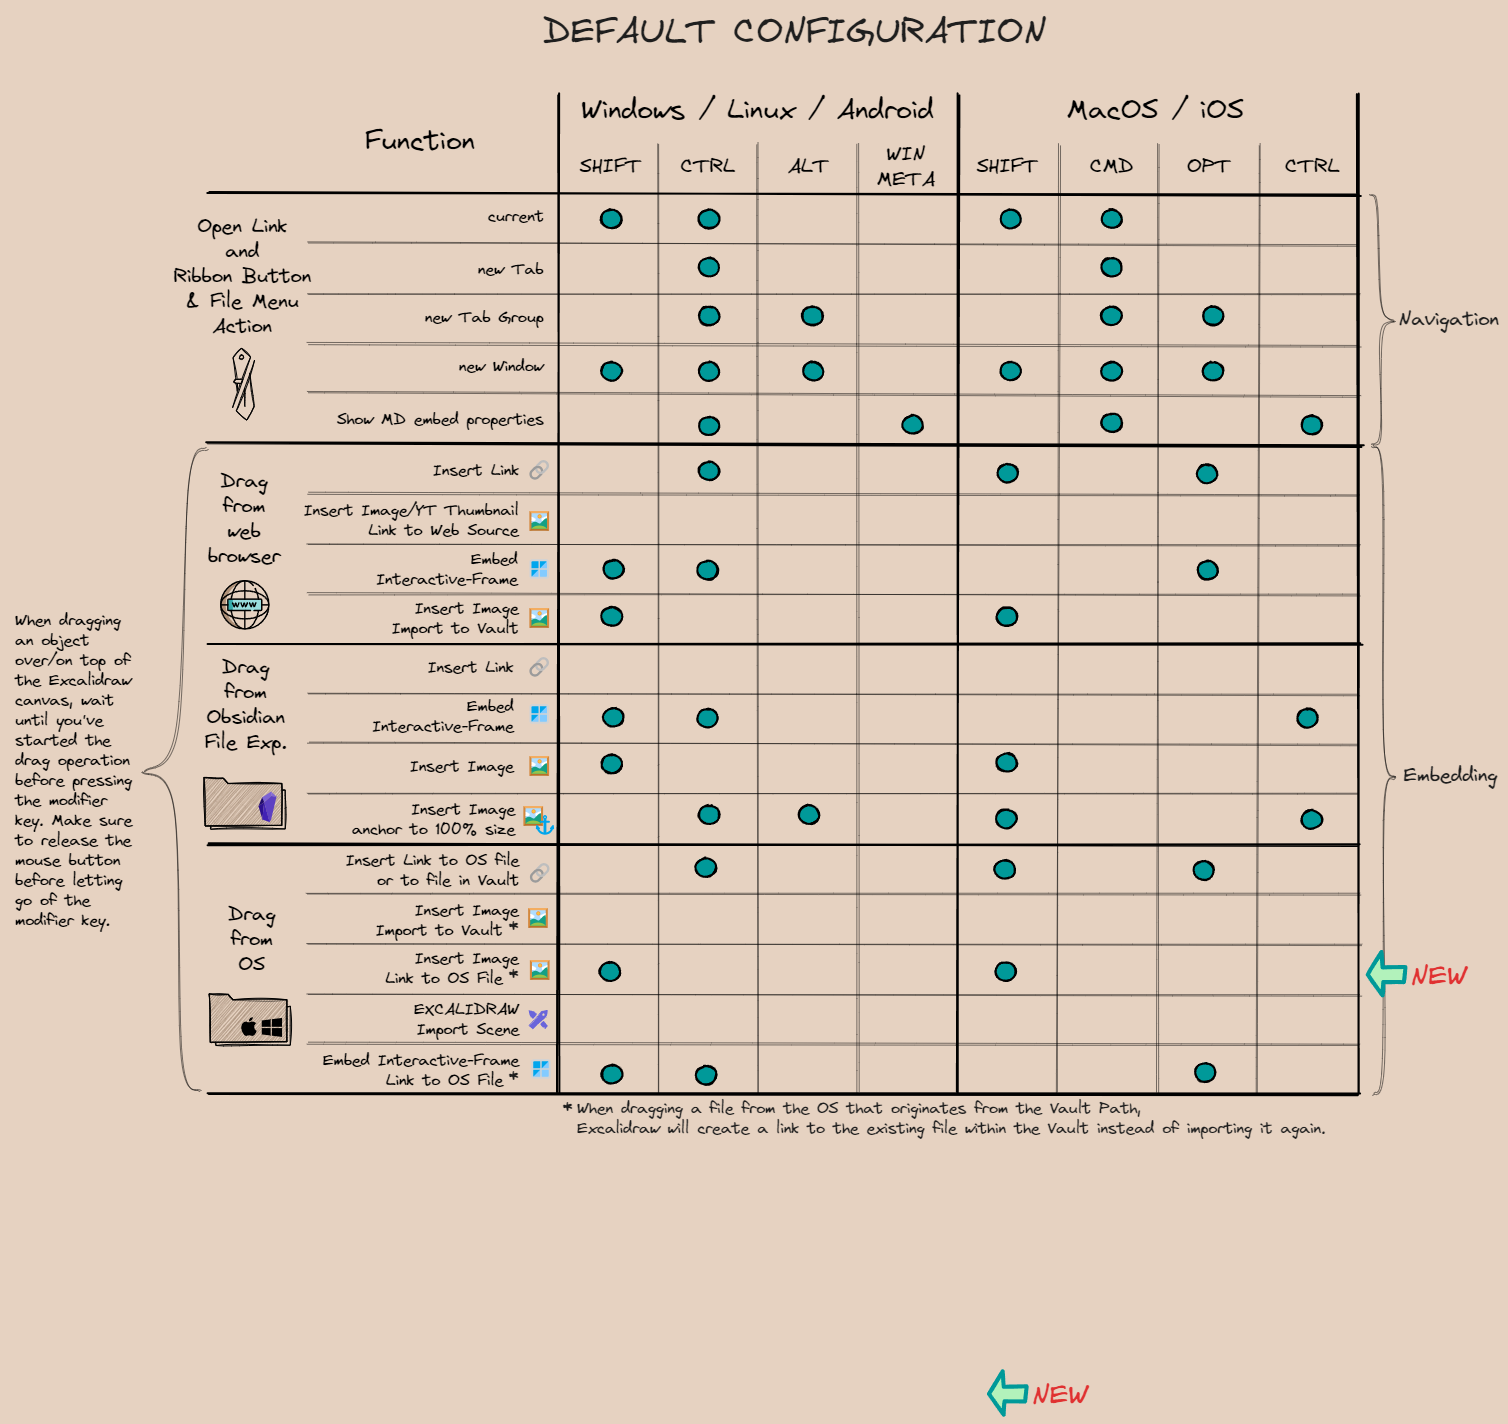 DEFAULT CONFIGURATION
Windows / Linux / Android
MacOS / iOS
Function
SHIFT
CTRL
ALT
WIN
META
SHIFT
CMD
OPT
CTRL
Open Link
and
Ribbon Button
& File Menu
Action
current
new Tab
new Tab Group
new Window
Show MD embed properties
Navigation
Drag
from
web
browser
www
Insert Link
Insert Image/YT Thumbnail
Link to Web Source
Embed
Interactive-Frame
Insert Image
Import to Vault
Drag
from
Obsidian
File Exp.
Insert Link
Embed
Interactive-Frame
Insert Image
Insert Image
anchor to 100% size
Embedding
When dragging
an object
over/on top of
the Excalidraw
canvas, wait
until you've
started the
drag operation
before pressing
the modifier
key. Make sure
to release the
mouse button
before letting
go of the
modifier key.
Drag
from
OS
Insert Link to OS file
or to file in Vault
Insert Image
Import to Vault *
Insert Image
Link to OS File *
NEW
EXCALIDRAW
Import Scene
Embed Interactive-Frame
Link to OS File *
* When dragging a file from the OS that originates from the Vault Path,
Excalidraw will create a link to the existing file within the Vault instead of importing it again.
NEW